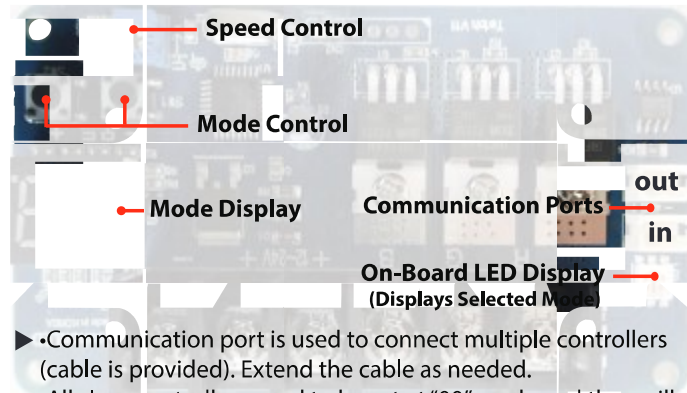 Speed Control
Mode Control
Mode Display
Communication Ports
out
in
On-Board LED Display
(Displays Selected Mode)
▶ •Communication port is used to connect multiple controllers
(cable is provided). Extend the cable as needed.